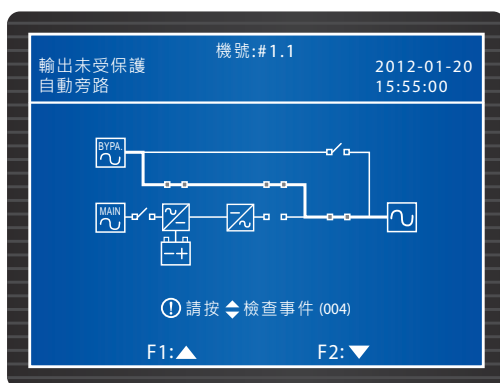 機號:#1.1
輸出未受保護
2012-01-20
自動旁路
15:55:00
BYPA.
MAIN
請按檢查事件 (004)
F1:
F2: